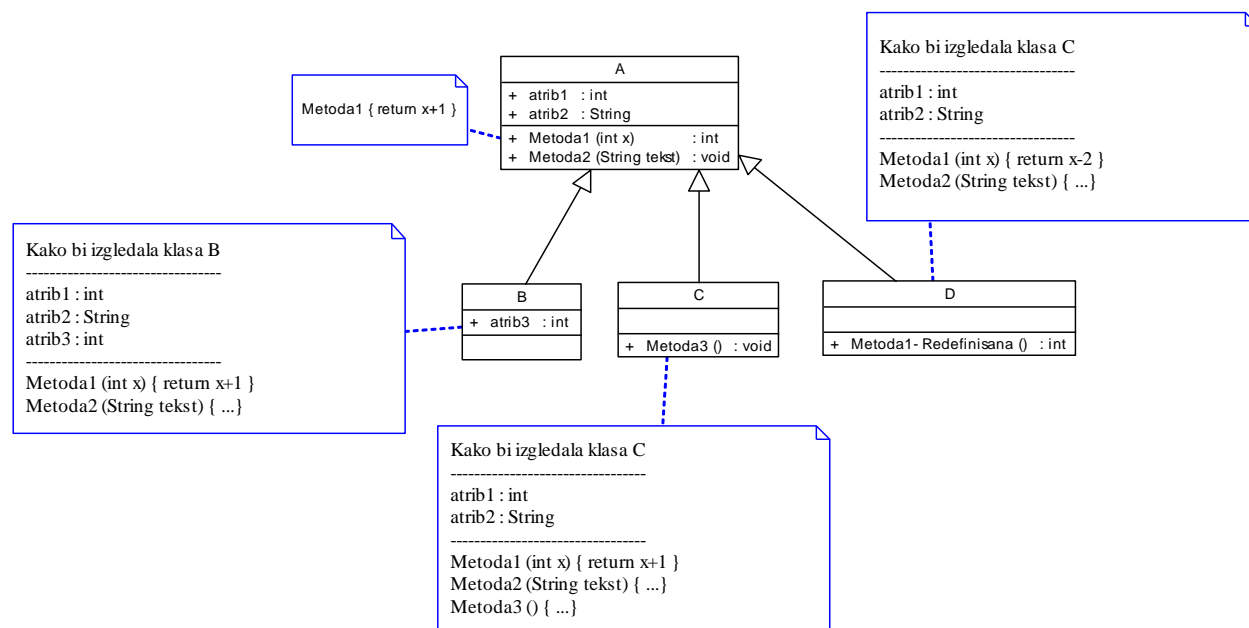 Kako bi izgledala klasa C
---------------------------------
atrib1 : int
atrib2 : String
---------------------------------
Metoda1 (int x) { return x-2 }
Metoda2 (String tekst) { ...}
A
+ atrib1 : int
+ atrib2 : String
+ Metoda1 (int x) : int
+ Metoda2 (String tekst) : void
Metoda1 { return x+1 }
Kako bi izgledala klasa B
---------------------------------
atrib1 : int
atrib2 : String
atrib3 : int
---------------------------------
Metoda1 (int x) { return x+1 }
Metoda2 (String tekst) { ...}
B
+ atrib3 : int
C
+ Metoda3 () : void
D
+ Metoda1- Redefinisana () : int
Kako bi izgledala klasa C
---------------------------------
atrib1 : int
atrib2 : String
---------------------------------
Metoda1 (int x) { return x+1 }
Metoda2 (String tekst) { ...}
Metoda3 () { ...}